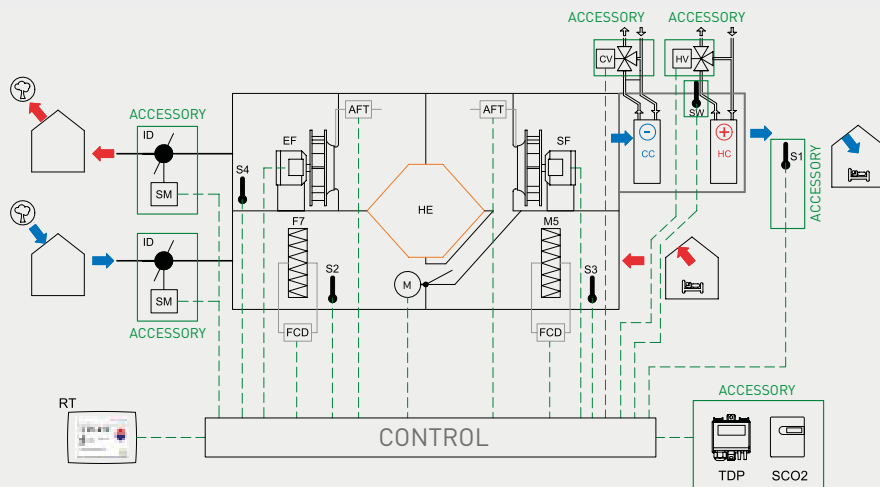 ACCESSORY
ACCESSORY
CV
HV
ACCESSORY
ID
SM
S4
EF
AFT
AFT
SF
SW
CC
HC
S1
ACCESSORY
HE
ID
SM
ACCESSORY
F7
S2
M
M5
S3
FCD
FCD
RT
CONTROL
ACCESSORY
TDP
SCO2